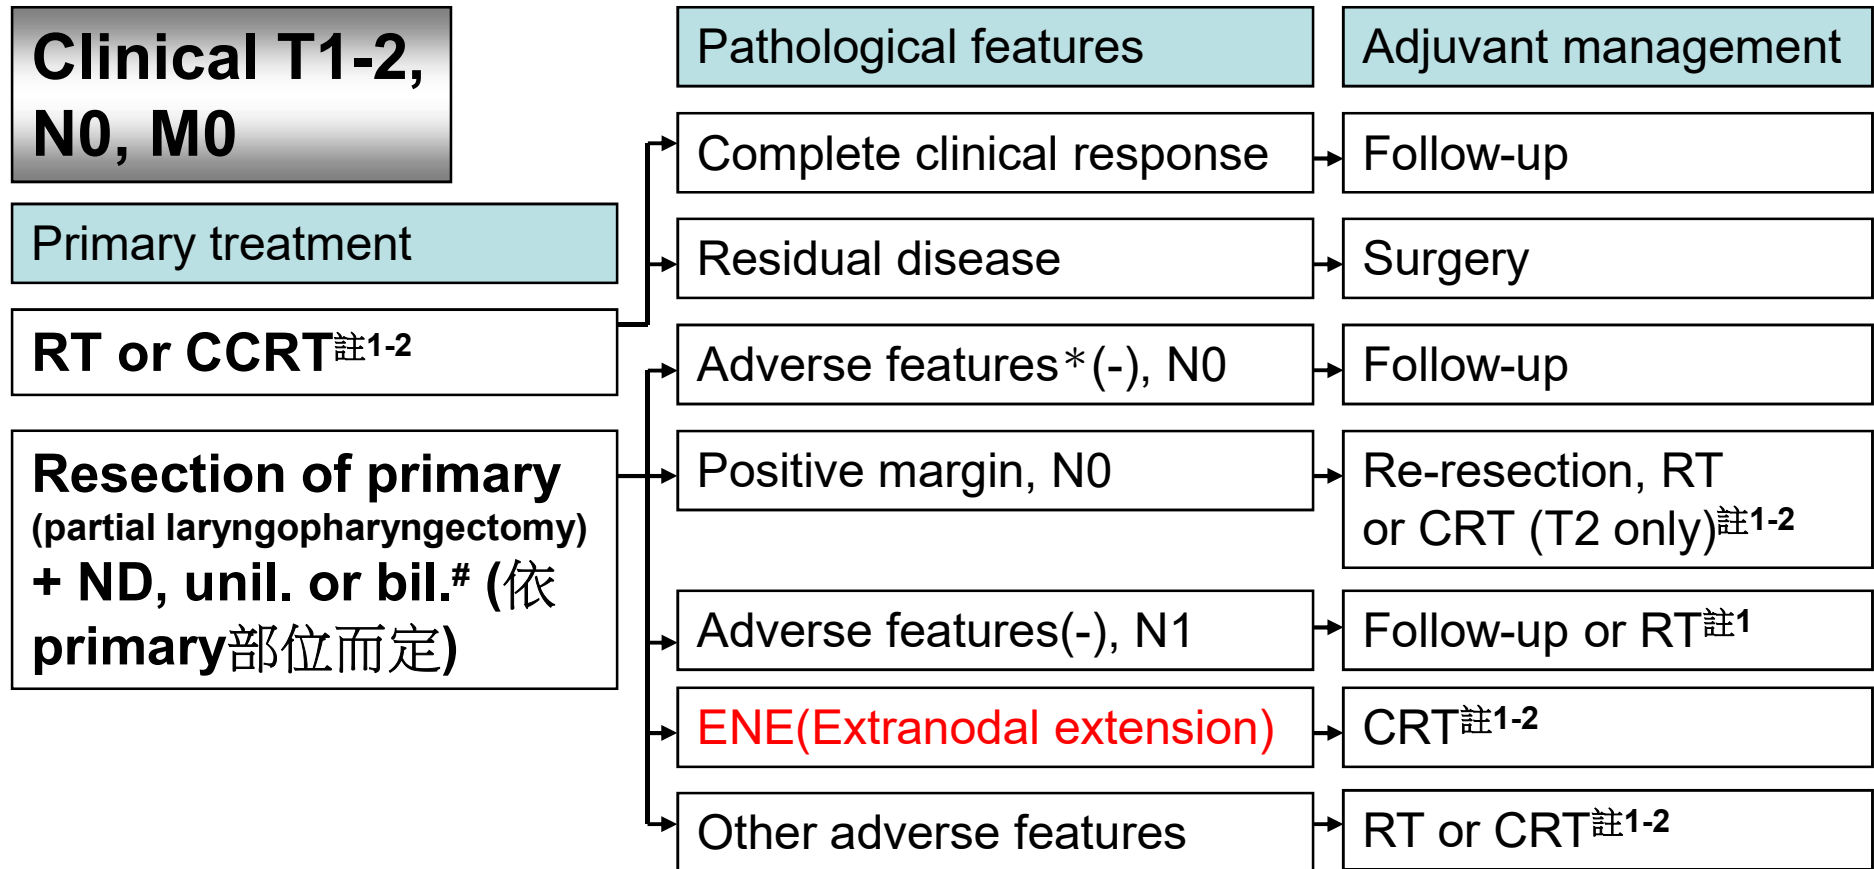 Clinical T1-2,
N0, M0
Primary treatment
RT or CCRT註1-2
Resection of primary
(partial laryngopharyngectomy)
+ ND, unil. or bil.# (依
primary部位而定)
Pathological features
Adjuvant management
Complete clinical response
Follow-up
Residual disease
Surgery
Adverse features*(-), N0
Follow-up
Positive margin, N0
Re-resection, RT
or CRT (T2 only)註1-2
Adverse features(-), N1
Follow-up or RT註1
ENE(Extranodal extension)
CRT註1-2
Other adverse features
RT or CRT註1-2